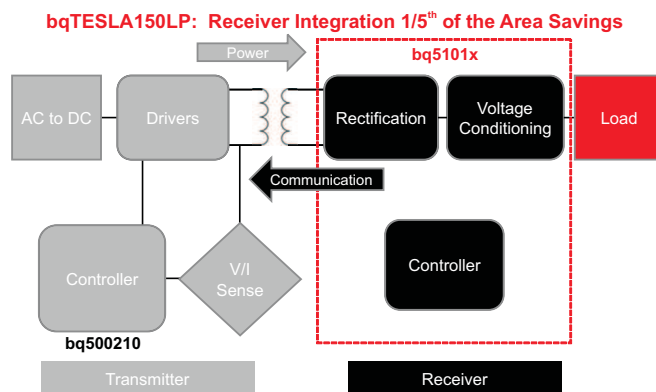 bqTESLA150LP: Receiver Integration 1/5th of the Area Savings
Power
bq5101x
AC to DC
Drivers
Rectification
Voltage
Conditioning
Load
Communication
Controller
V/I
Sense
Controller
bq500210
Transmitter
Receiver